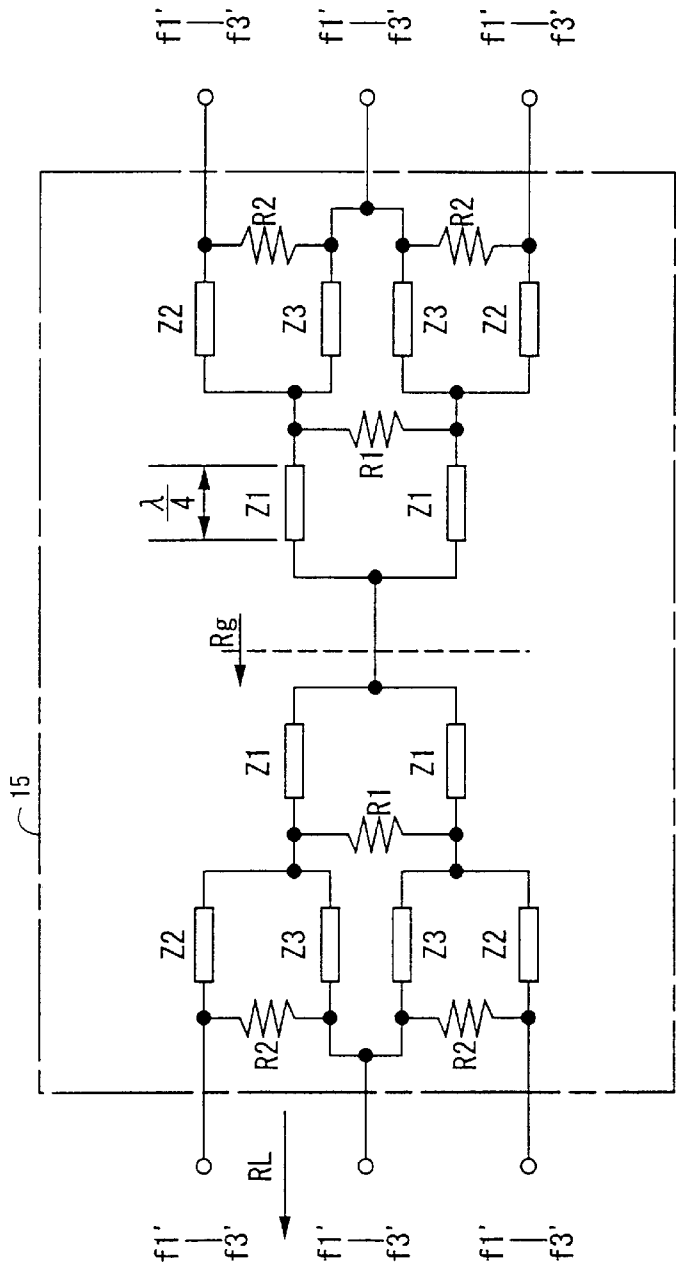 f1' — f3'
f1' — f3'
f1' — f3'
R2
R2
Z2
Z3
Z3
Z2
R1
λ/4
Z1
Z1
Rg
15
Z1
Z1
R1
Z2
Z3
Z3
Z2
R2
R2
RL
f1' — f3'
f1' — f3'
f1' — f3'